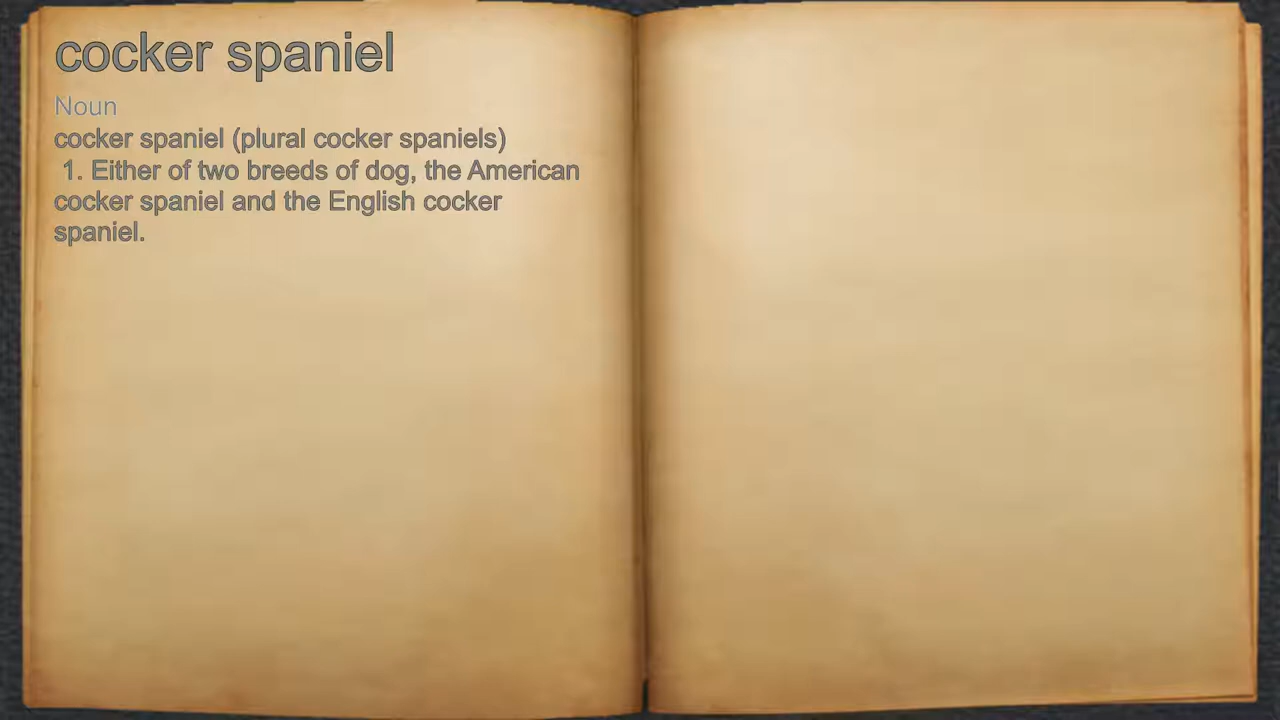 cocker spaniel
Noun
cocker spaniel (plural cocker spaniels)
1. Either of two breeds of dog, the American
cocker spaniel and the English cocker
spaniel.